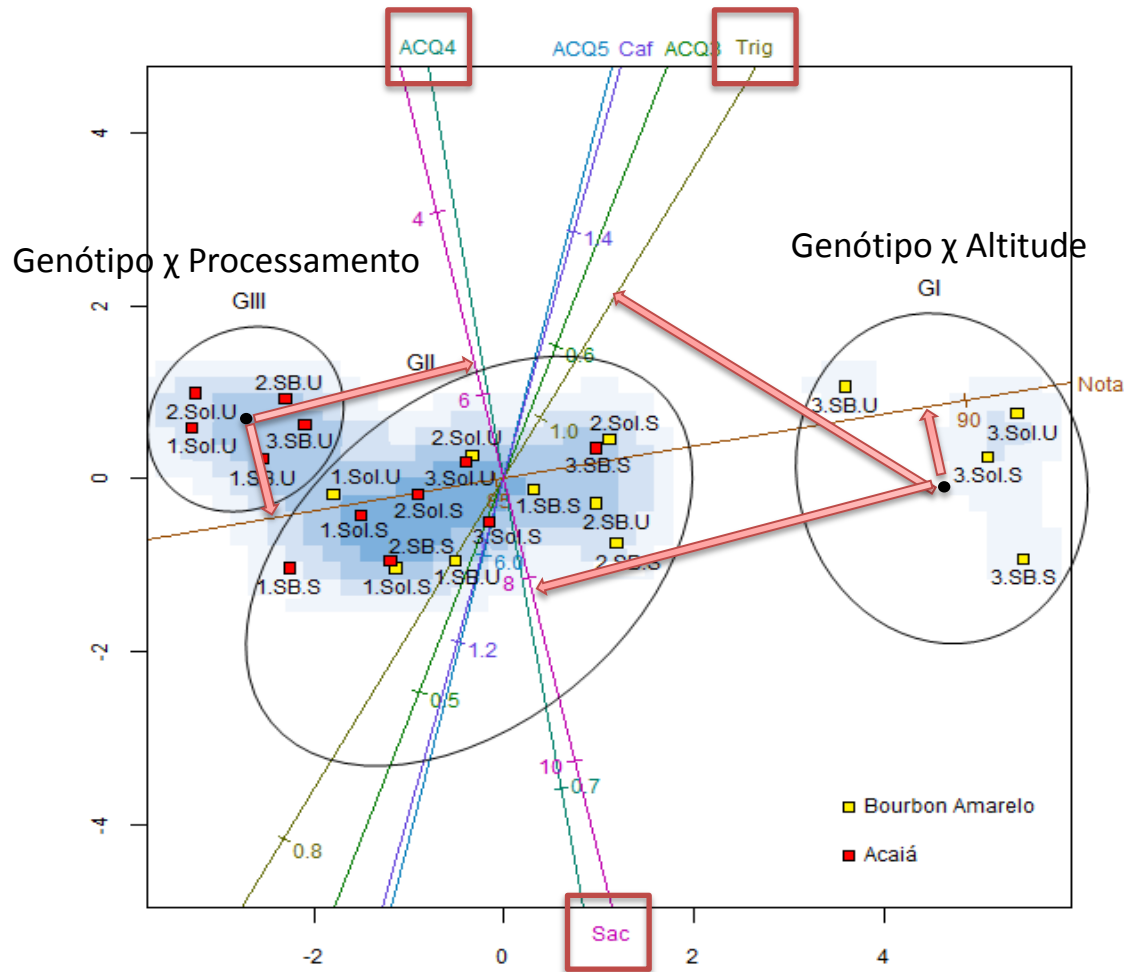 ACQ4
ACQ5
Caf
ACQ3
Trig
4
2
0
-2
-4
4
1.4
Genótipo χ Processamento
Genótipo χ Altitude
GIII
GI
GII
0.6
6
1.0
Nota
90
2.SB.U
2.Sol.U
3.SB.U
1.Sol.U
1.SB.U
3.SB.U
3.Sol.U
3.Sol.S
3.SB.S
2.Sol.U
2.Sol.S
3.Sol.U
3.SB.S
1.Sol.U
2.Sol.S
1.SB.S
1.Sol.S
3.Sol.S
2.SB.U
2.SB.S
2.SB.S
1.SB.S
1.Sol.S
1.SB.U
6.0
8
1.2
0.5
10
0.7
0.8
Bourbon Amarelo
Acaiá
Sac
-2
0
2
4